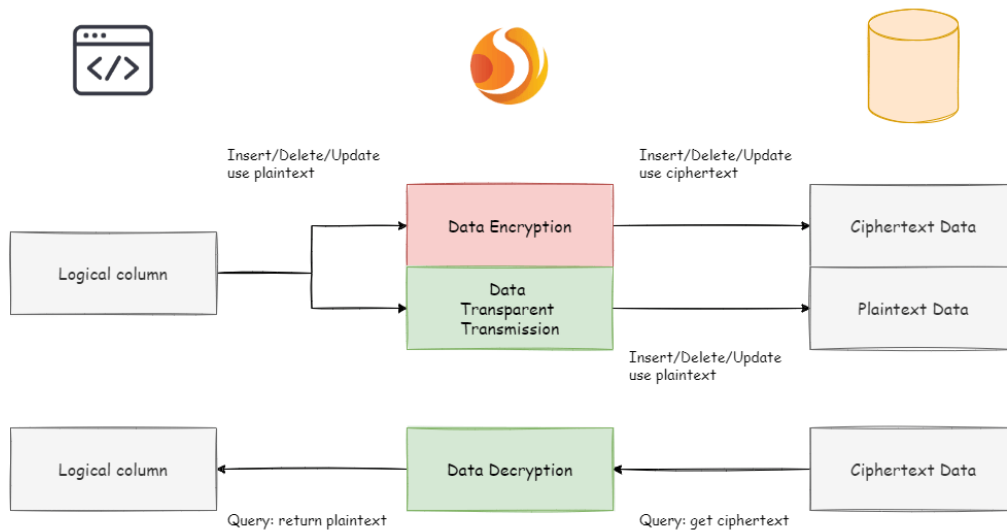 </>
Insert/Delete/Update
use plaintext
Insert/Delete/Update
use ciphertext
Logical column
Data Encryption
Ciphertext Data
Data
Transparent
Transmission
Plaintext Data
Insert/Delete/Update
use plaintext
Logical column
Data Decryption
Ciphertext Data
Query: return plaintext
Query: get ciphertext